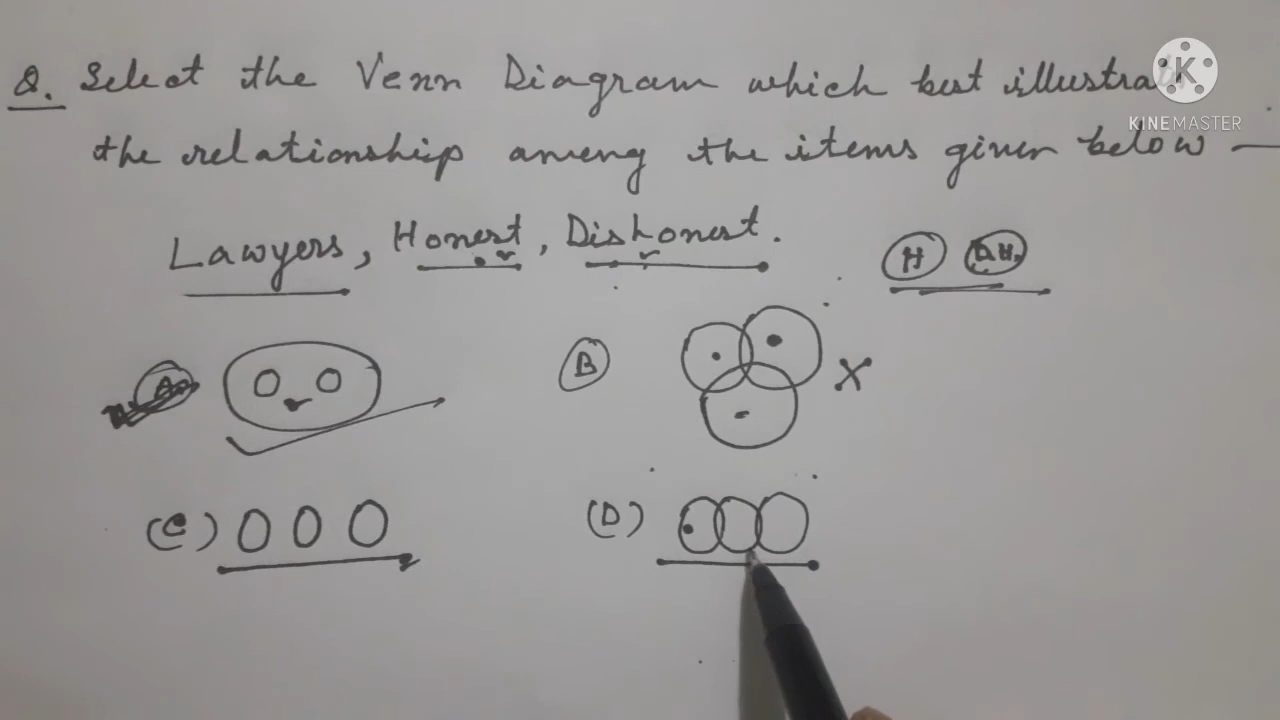 Q. Select the Venn Diagram which best illustrat
the relationship among the items given below —
Lawyers, Honest, Dishonest.
H D.H.
A B
(C) (D)
K
KINEMASTER